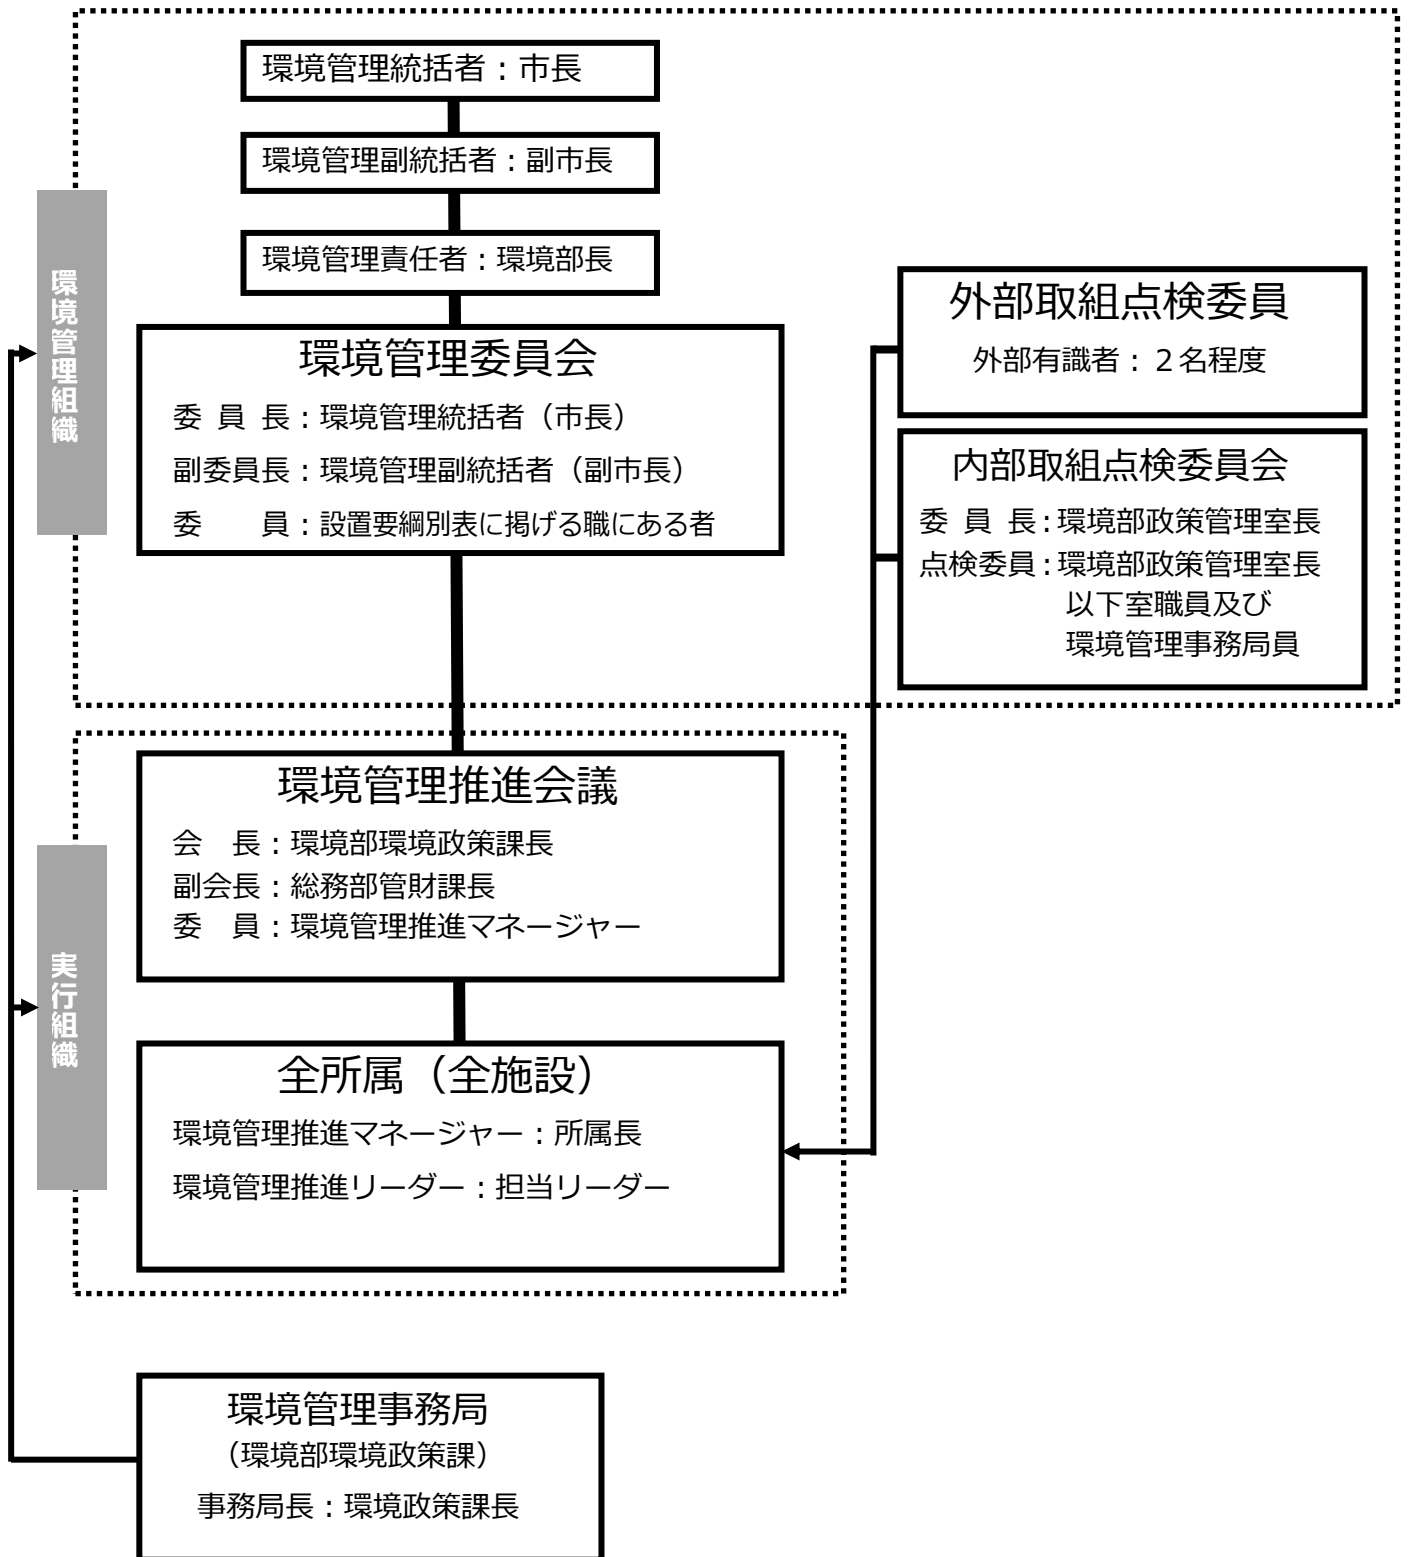 環境管理統括者：市長
環境管理副統括者：副市長
環境管理責任者：環境部長
環境管理組織
環境管理委員会
委 員 長：環境管理統括者（市長）
副委員長：環境管理副統括者（副市長）
委　　員：設置要綱別表に掲げる職にある者
外部取組点検委員
外部有識者：２名程度
内部取組点検委員会
委 員 長：環境部政策管理室長
点検委員：環境部政策管理室長
以下室職員及び
環境管理事務局員
実行組織
環境管理推進会議
会　長：環境部環境政策課長
副会長：総務部管財課長
委　員：環境管理推進マネージャー
全所属（全施設）
環境管理推進マネージャー：所属長
環境管理推進リーダー：担当リーダー
環境管理事務局
（環境部環境政策課）
事務局長：環境政策課長